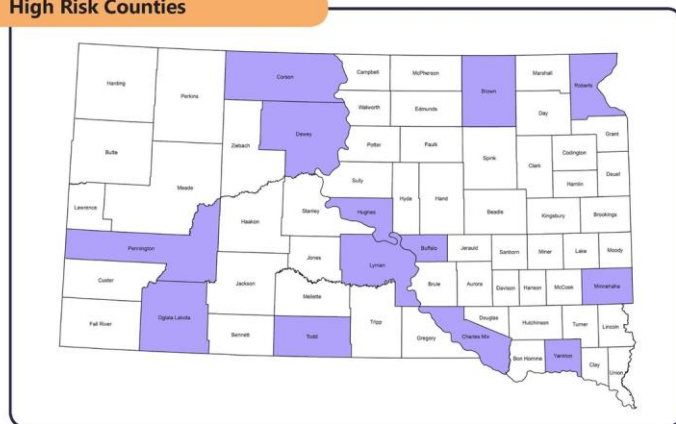 High Risk Counties
Harding
Perkins
Corson
Campbell
McPherson
Brown
Marshall
Roberts
Walworth
Edmunds
Day
Dewey
Ziebach
Potter
Faulk
Grant
Butte
Spink
Clark
Codington
Meade
Sully
Hyde
Hand
Hamlin
Deuel
Lawrence
Stanley
Hughes
Beadle
Kingsbury
Brookings
Haakon
Pennington
Jones
Lyman
Buffalo
Jerauld
Sanborn
Miner
Lake
Moody
Custer
Jackson
Mellette
Brule
Aurora
Davison
Hanson
McCook
Minnehaha
Fall River
Oglala Lakota
Bennett
Todd
Tripp
Gregory
Charles Mix
Douglas
Hutchinson
Turner
Lincoln
Bon Homme
Yankton
Clay
Union